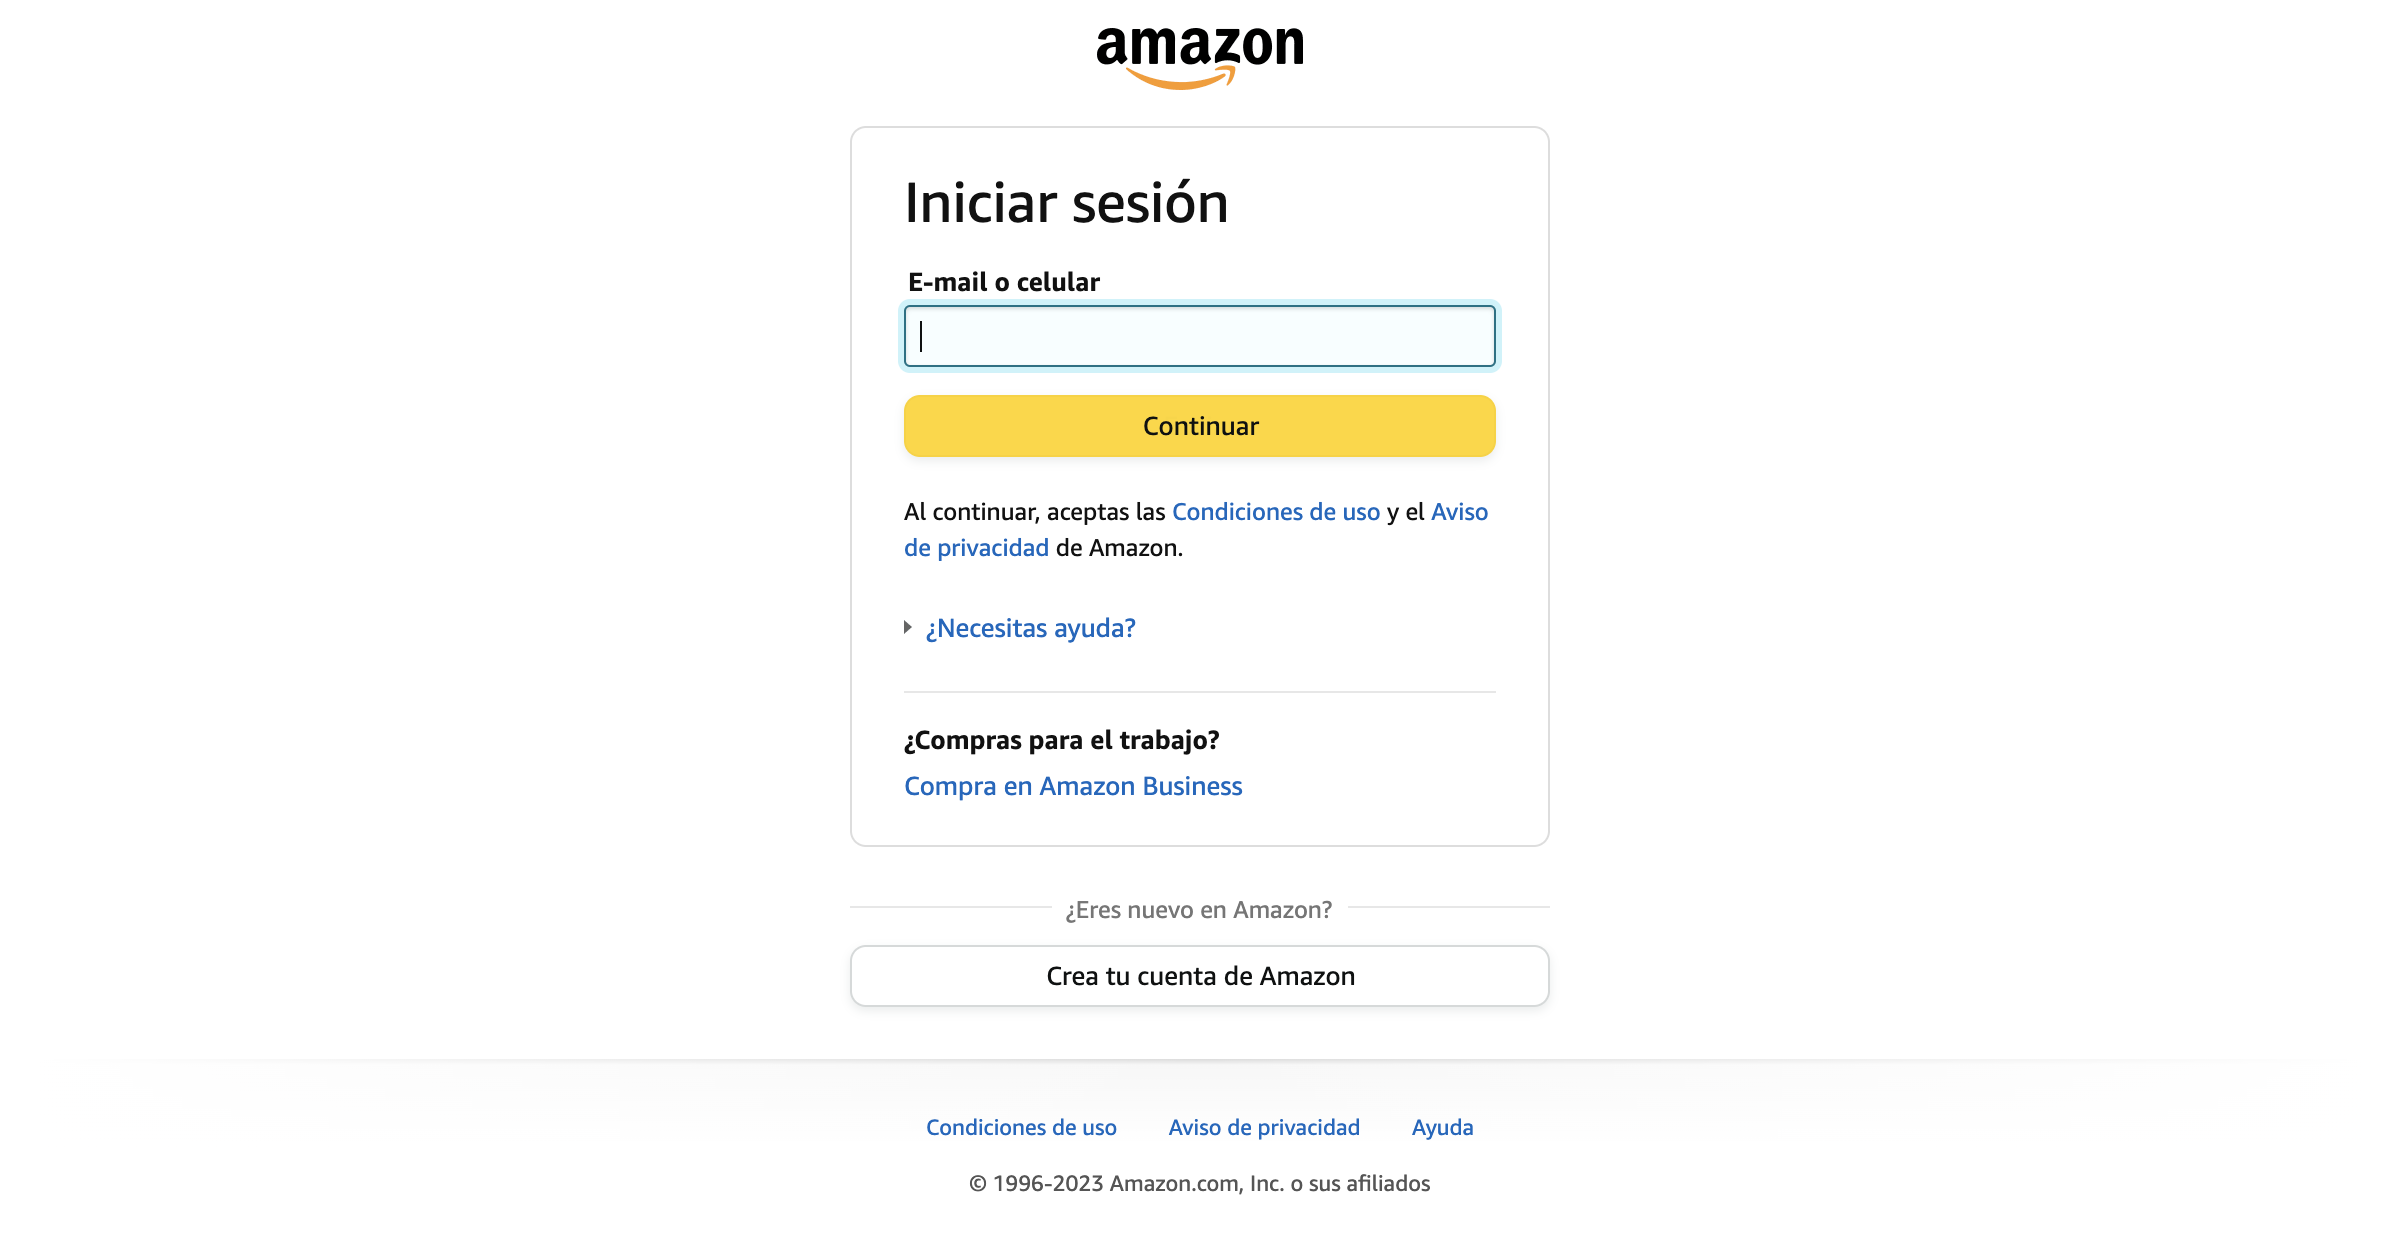 amazon
Iniciar sesión
E-mail o celular
Continuar
Al continuar, aceptas las Condiciones de uso y el Aviso
de privacidad de Amazon.
¿Necesitas ayuda?
¿Compras para el trabajo?
Compra en Amazon Business
¿Eres nuevo en Amazon?
Crea tu cuenta de Amazon
Condiciones de uso Aviso de privacidad Ayuda
© 1996-2023 Amazon.com, Inc. o sus afiliados